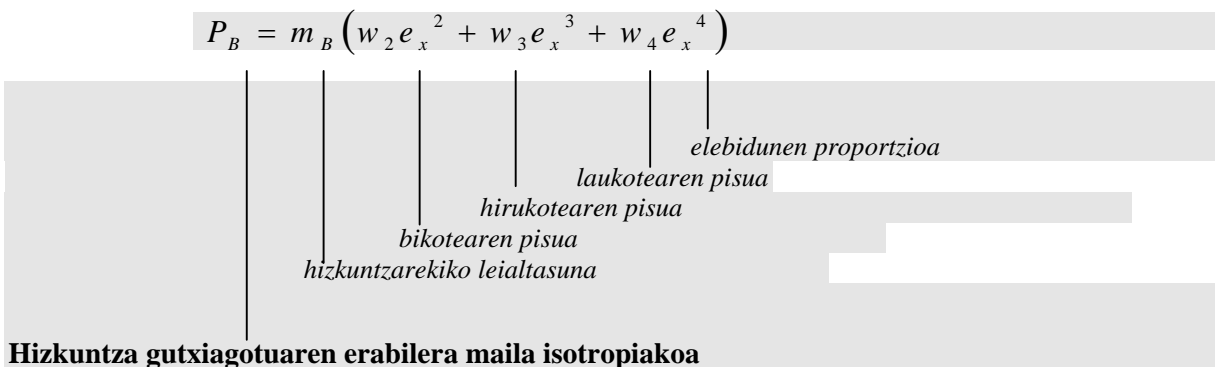 P_B = m_B (w_2 e_x^2 + w_3 e_x^3 + w_4 e_x^4)
elebidunen proportzioa
laukotearen pisua
hirukotearen pisua
bikotearen pisua
hizkuntzarekiko leialtasuna
Hizkuntza gutxiagotuaren erabilera maila isotropiakoa